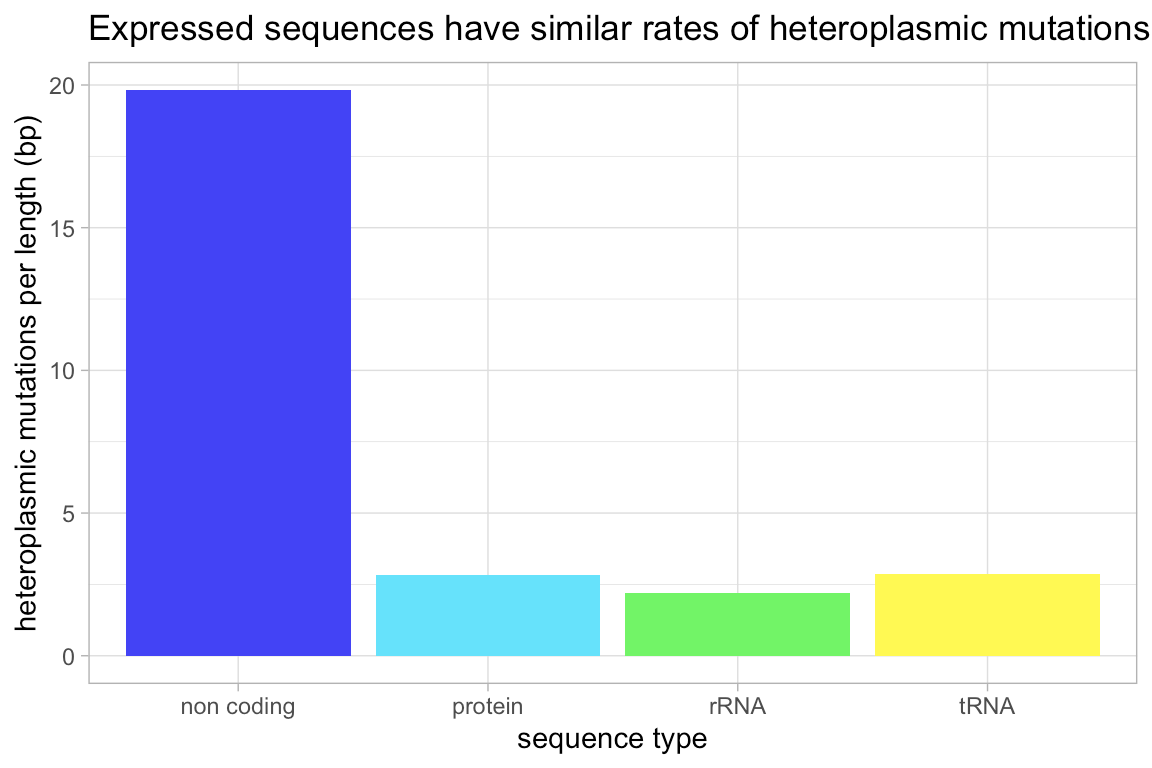 Expressed sequences have similar rates of heteroplasmic mutations
heteroplasmic mutations per length (bp)
20
15
10
5
0
non coding
protein
rRNA
tRNA
sequence type